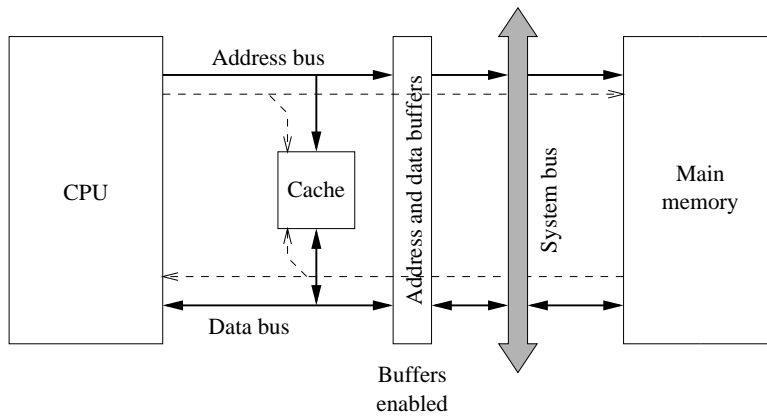 Address bus
CPU
Cache
Address and data buffers
System bus
Main
memory
Data bus
Buffers
enabled